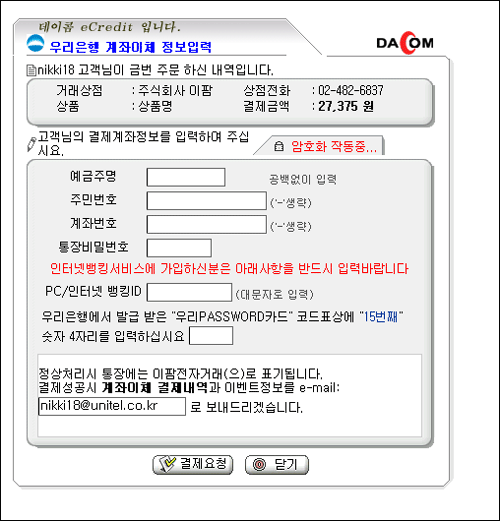 데이콤 eCredit 입니다.
우리은행 계좌이체 정보입력
DACOM
nikki18 고객님이 금번 주문 하신 내역입니다.
거래상점 : 주식회사 이팜 상점전화 : 02-482-6837
상품 : 상품명 결제금액 : 27,375 원
고객님의 결제계좌정보를 입력하여 주십
시요.
암호화 작동중...
예금주명 공백없이 입력
주민번호 ('-'생략)
계좌번호 ('-'생략)
통장비밀번호
인터넷뱅킹서비스에 가입하신분은 아래사항을 반드시 입력바랍니다
PC/인터넷 뱅킹ID (대문자로 입력)
우리은행에서 발급 받은 "우리PASSWORD카드" 코드표상에 "15번째"
숫자 4자리를 입력하십시요
정상처리시 통장에는 이팜전자거래(으)로 표기됩니다.
결제성공시 계좌이체 결제내역과 이벤트정보를 e-mail:
nikki18@unitel.co.kr 로 보내드리겠습니다.
결제요청 닫기